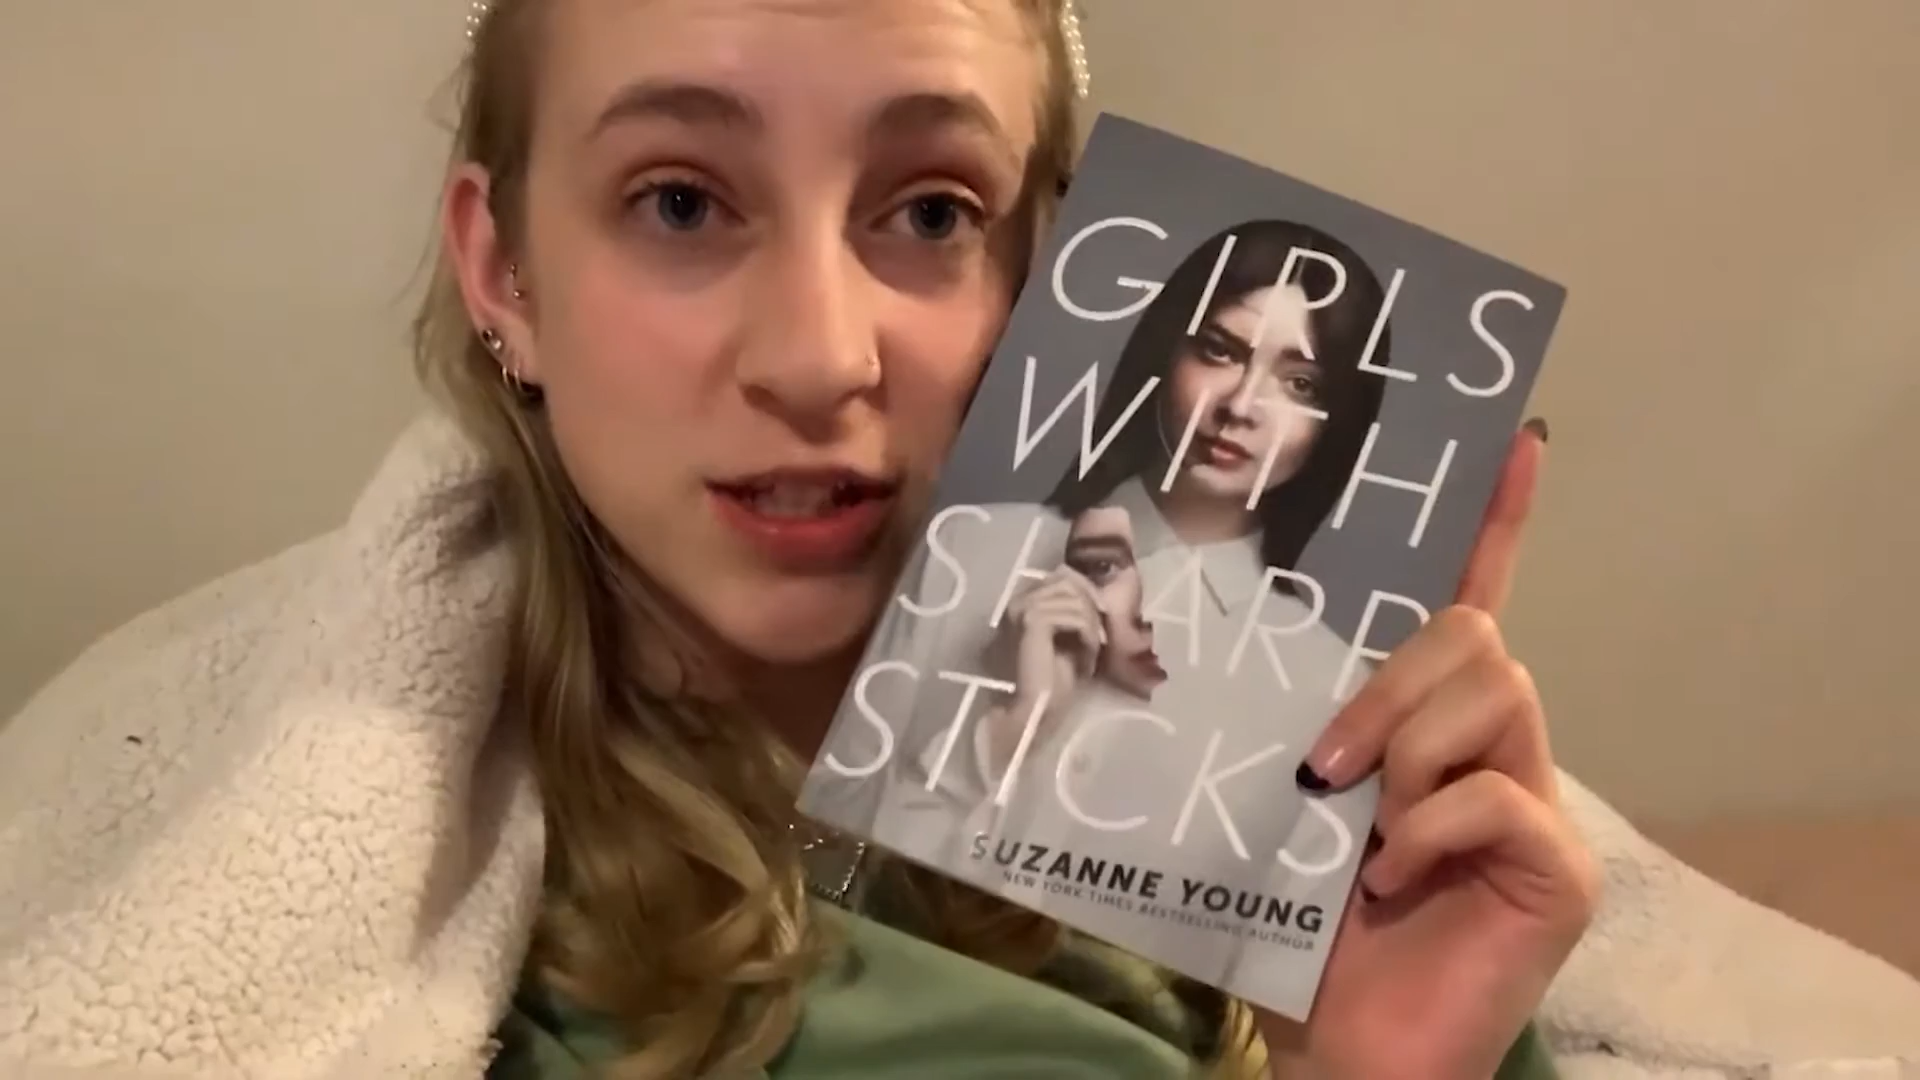 GIRLS
WITH
SHARP
STICKS
SUZANNE YOUNG
NEW YORK TIMES BESTSELLING AUTHOR